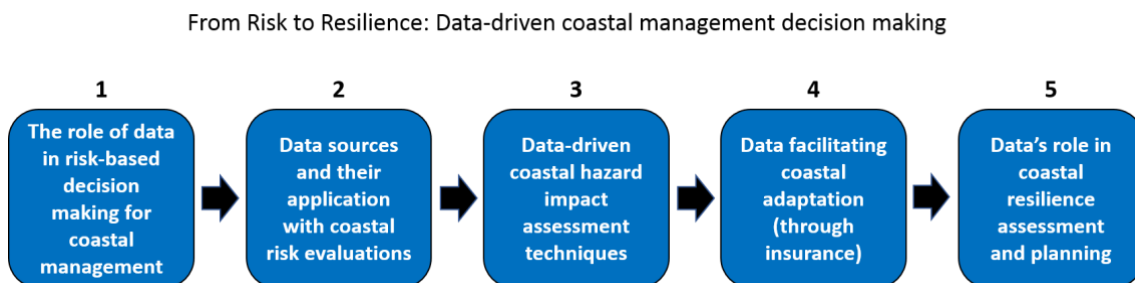 From Risk to Resilience: Data-driven coastal management decision making
1
The role of data
in risk-based
decision
making for
coastal
management
2
Data sources
and their
application
with coastal
risk evaluations
3
Data-driven
coastal hazard
impact
assessment
techniques
4
Data facilitating
coastal
adaptation
(through
insurance)
5
Data’s role in
coastal
resilience
assessment
and planning